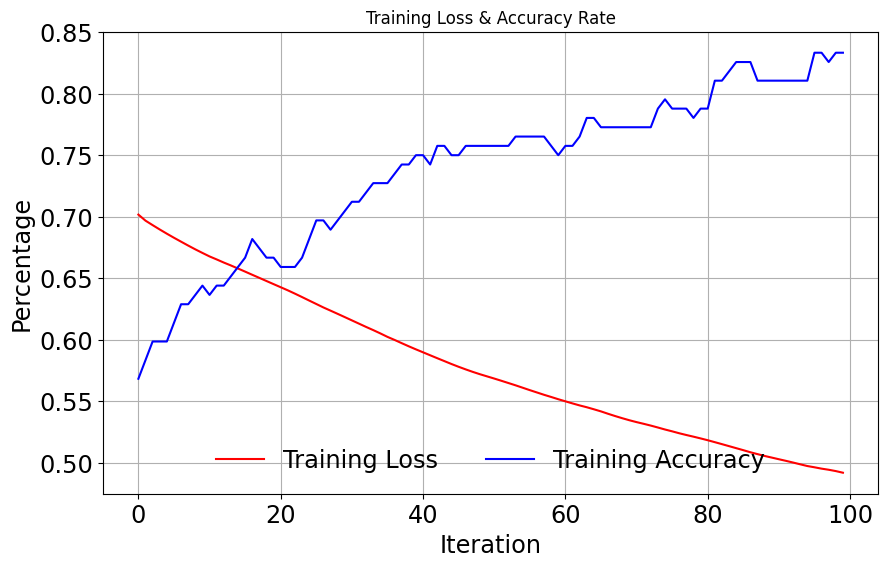 Training Loss & Accuracy Rate
0.85
0.80
0.75
0.70
0.65
0.60
0.55
0.50
Percentage
Training Loss
Training Accuracy
0 20 40 60 80 100
Iteration